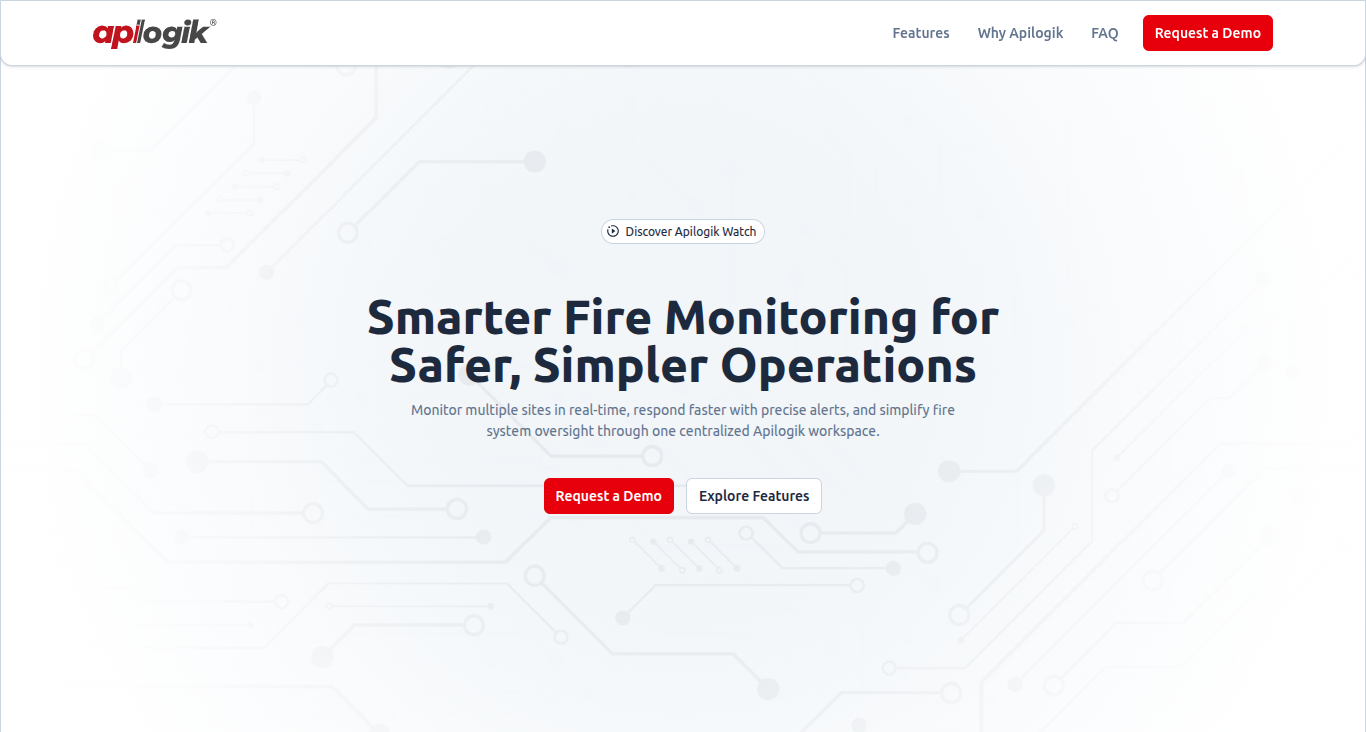 apilogik®
Features
Why Apilogik
FAQ
Request a Demo
Discover Apilogik Watch
Smarter Fire Monitoring for
Safer, Simpler Operations
Monitor multiple sites in real-time, respond faster with precise alerts, and simplify fire
system oversight through one centralized Apilogik workspace.
Request a Demo
Explore Features